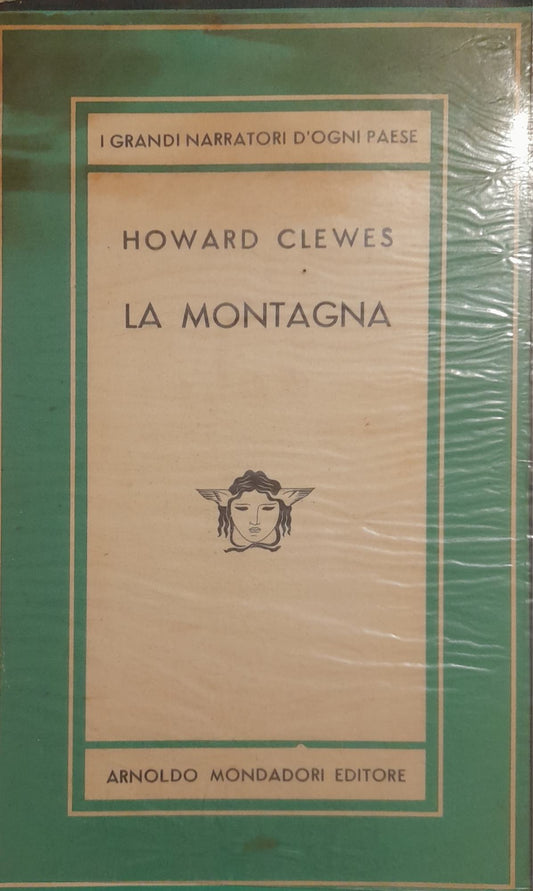 I GRANDI NARRATORI D'OGNI PAESE
HOWARD CLEWES
LA MONTAGNA
ARNOLDO MONDADORI EDITORE